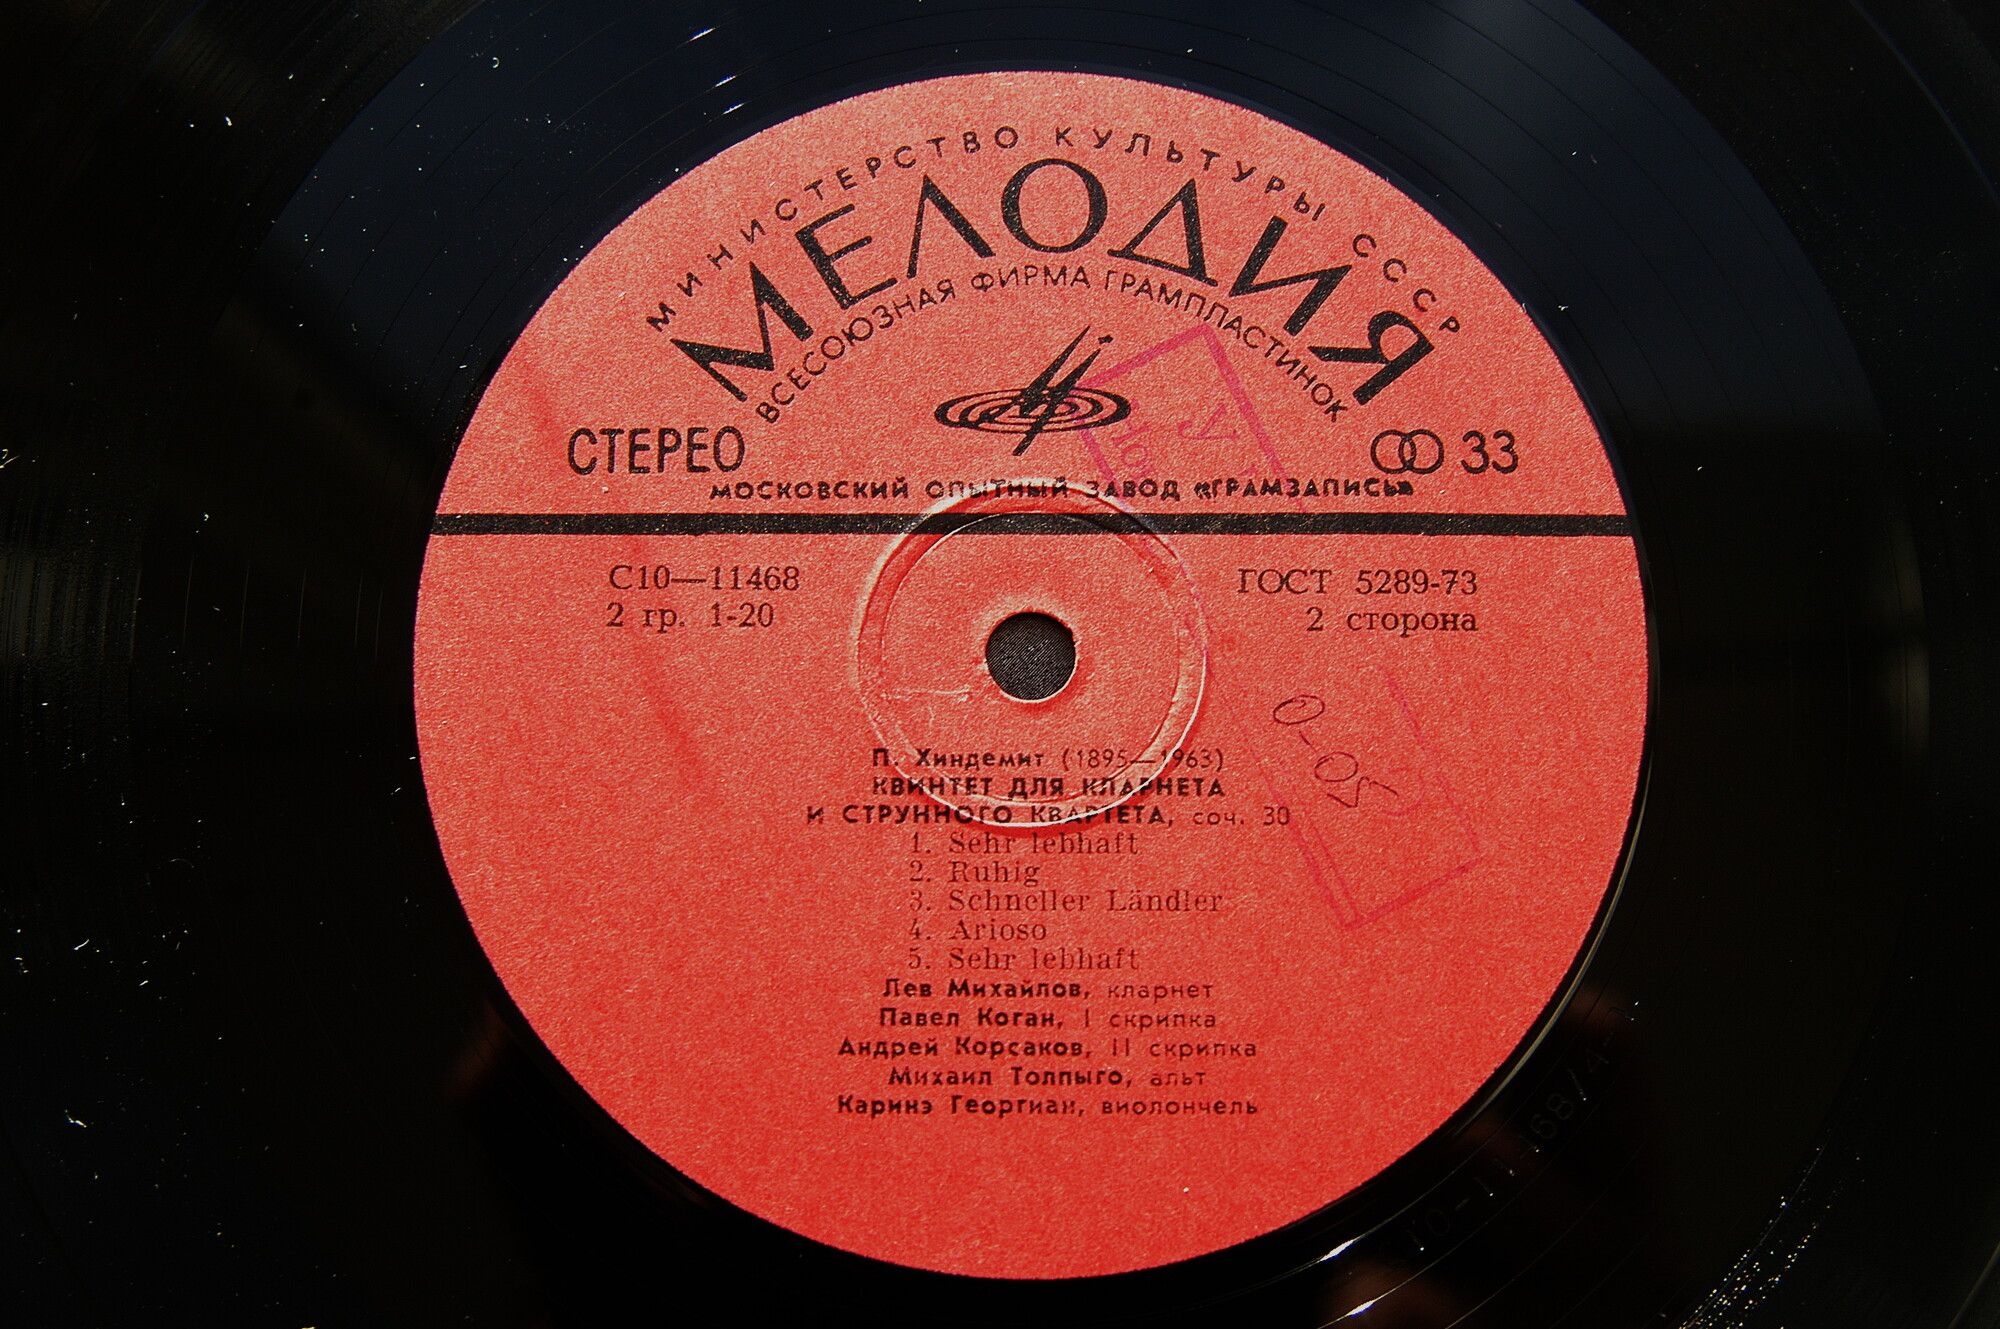 МИНИСТЕРСТВО КУЛЬТУРЫ СССР
МЕЛОДИЯ
ВСЕСОЮЗНАЯ ФИРМА ГРАМПЛАСТИНОК
СТЕРЕО
33
МОСКОВСКИЙ ОПЫТНЫЙ ЗАВОД «ГРАМЗАПИСЬ»
С10—11468
ГОСТ 5289-73
2 гр. 1-20
2 сторона
0-05
П. Хиндемит (1895—1963)
КВИНТЕТ ДЛЯ КЛАРНЕТА
И СТРУННОГО КВАРТЕТА, соч. 30
1. Sehr lebhaft
2. Ruhig
3. Schneller Ländler
4. Arioso
5. Sehr lebhaft
Лев Михайлов, кларнет
Павел Коган, I скрипка
Андрей Корсаков, II скрипка
Михаил Толпыго, альт
Каринэ Георгиан, виолончель